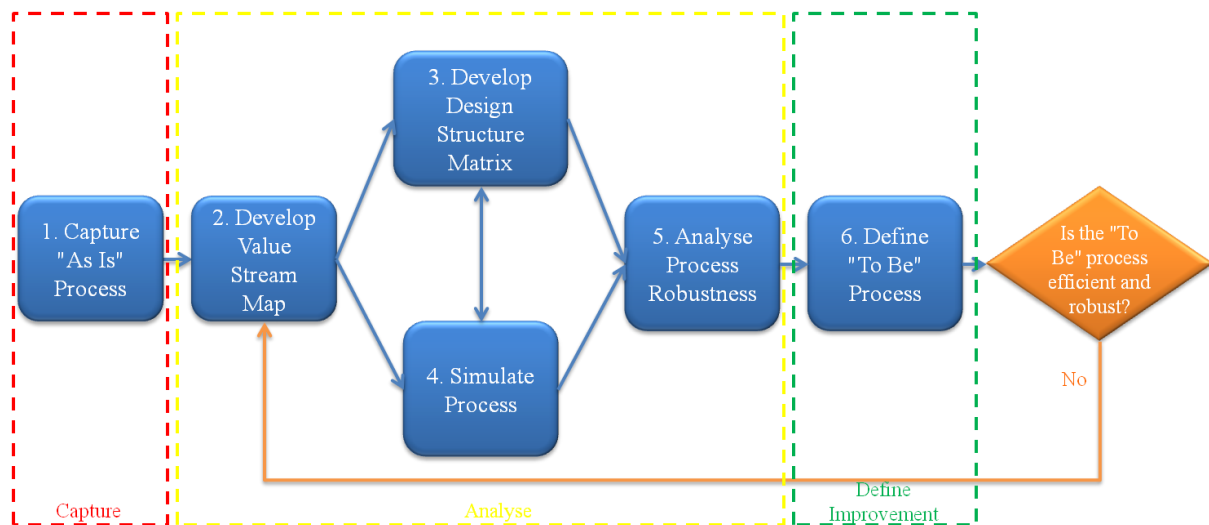 1. Capture
"As Is"
Process
2. Develop
Value
Stream
Map
3. Develop
Design
Structure
Matrix
4. Simulate
Process
5. Analyse
Process
Robustness
6. Define
"To Be"
Process
Is the "To
Be" process
efficient and
robust?
No
Capture
Analyse
Define
Improvement